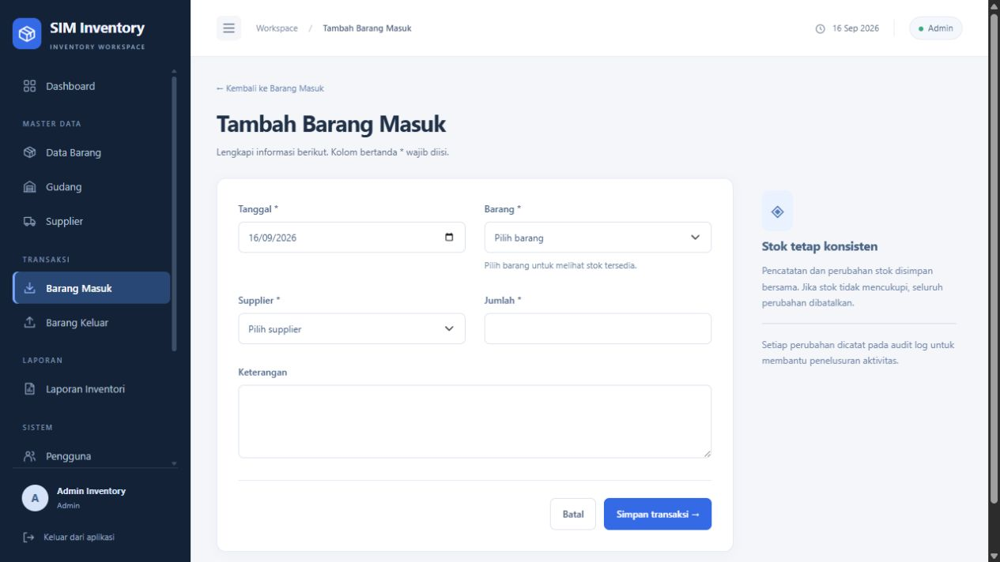 SIM Inventory
INVENTORY WORKSPACE
Dashboard
MASTER DATA
Data Barang
Gudang
Supplier
TRANSAKSI
Barang Masuk
Barang Keluar
LAPORAN
Laporan Inventori
SISTEM
Pengguna
A
Admin Inventory
Admin
Keluar dari aplikasi
Workspace / Tambah Barang Masuk
16 Sep 2026
Admin
← Kembali ke Barang Masuk
Tambah Barang Masuk
Lengkapi informasi berikut. Kolom bertanda * wajib diisi.
Tanggal *
16/09/2026
Barang *
Pilih barang
Pilih barang untuk melihat stok tersedia.
Supplier *
Pilih supplier
Jumlah *
Keterangan
Batal
Simpan transaksi →
Stok tetap konsisten
Pencatatan dan perubahan stok disimpan
bersama. Jika stok tidak mencukupi, seluruh
perubahan dibatalkan.
Setiap perubahan dicatat pada audit log untuk
membantu penelusuran aktivitas.